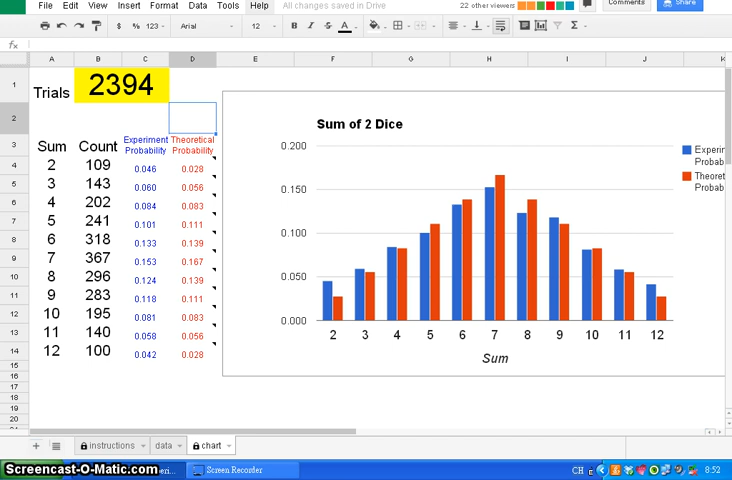 File Edit View Insert Format Data Tools Help All changes saved in Drive 22 other viewers Comments Share
$ % 123 Arial 12 B I S A Σ
fx
A B C D E F G H I J
1 Trials 2394
2
Sum of 2 Dice
3 Sum Count Experiment Probability Theoretical Probability
4 2 109 0.046 0.028
5 3 143 0.060 0.056
6 4 202 0.084 0.083
7 5 241 0.101 0.111
8 6 318 0.133 0.139
9 7 367 0.153 0.167
10 8 296 0.124 0.139
11 9 283 0.118 0.111
12 10 195 0.081 0.083
13 11 140 0.058 0.056
14 12 100 0.042 0.028
15
16
17
18
19
20
0.200
0.150
0.100
0.050
0.000
2 3 4 5 6 7 8 9 10 11 12
Sum
Experin
Probab
Theoret
Probab
+ instructions data chart
Screencast-O-Matic.com Screen Recorder CH 8:52